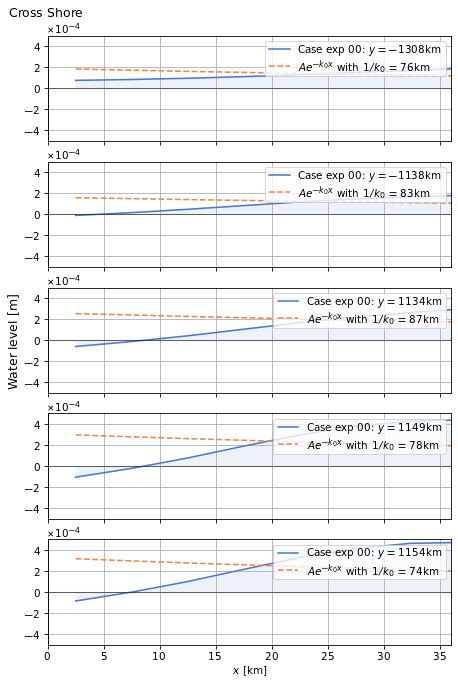 Cross Shore
×10⁻⁴
Case exp 00: y = −1308km
Ae^{−k₀x} with 1/k₀ = 76km
4
2
0
−2
−4
×10⁻⁴
Case exp 00: y = −1138km
Ae^{−k₀x} with 1/k₀ = 83km
4
2
0
−2
−4
×10⁻⁴
Case exp 00: y = 1134km
Ae^{−k₀x} with 1/k₀ = 87km
4
2
0
−2
−4
Water level [m]
×10⁻⁴
Case exp 00: y = 1149km
Ae^{−k₀x} with 1/k₀ = 78km
4
2
0
−2
−4
×10⁻⁴
Case exp 00: y = 1154km
Ae^{−k₀x} with 1/k₀ = 74km
4
2
0
−2
−4
0 5 10 15 20 25 30 35
x [km]